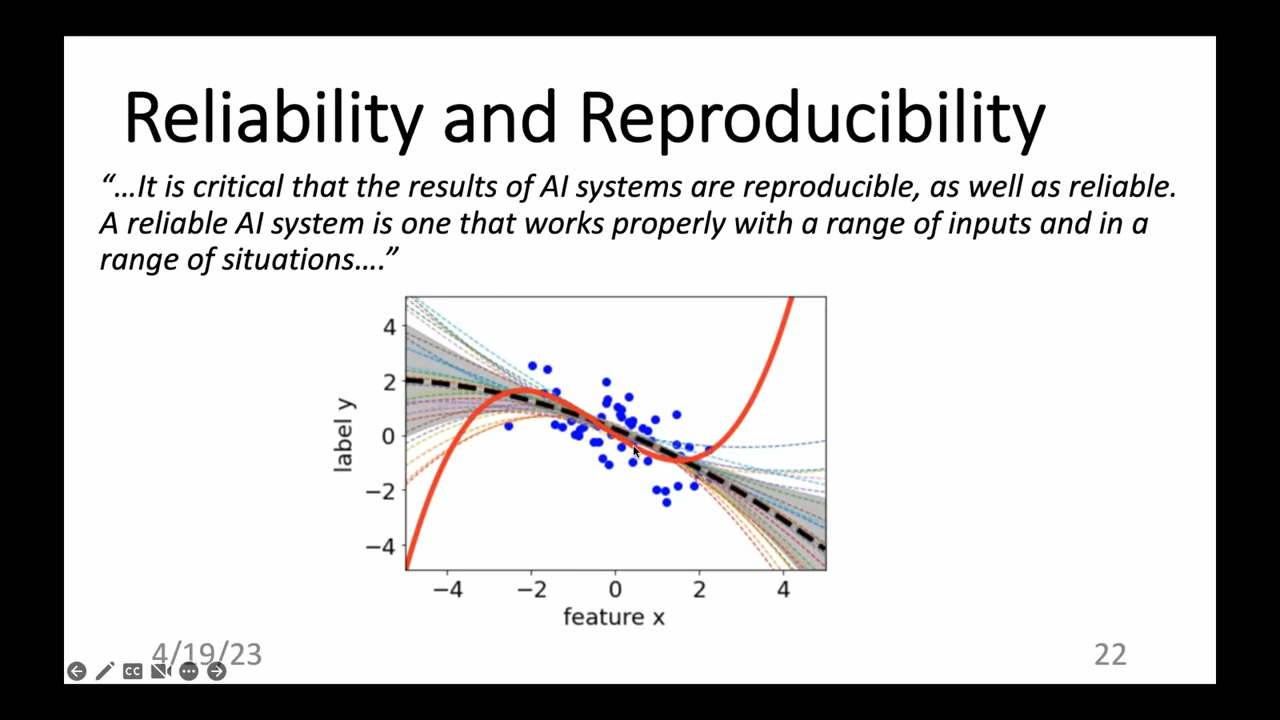 Reliability and Reproducibility
“…It is critical that the results of AI systems are reproducible, as well as reliable.
A reliable AI system is one that works properly with a range of inputs and in a
range of situations….”
4
2
0
−2
−4
label y
−4 −2 0 2 4
feature x
4/19/23
22
CC